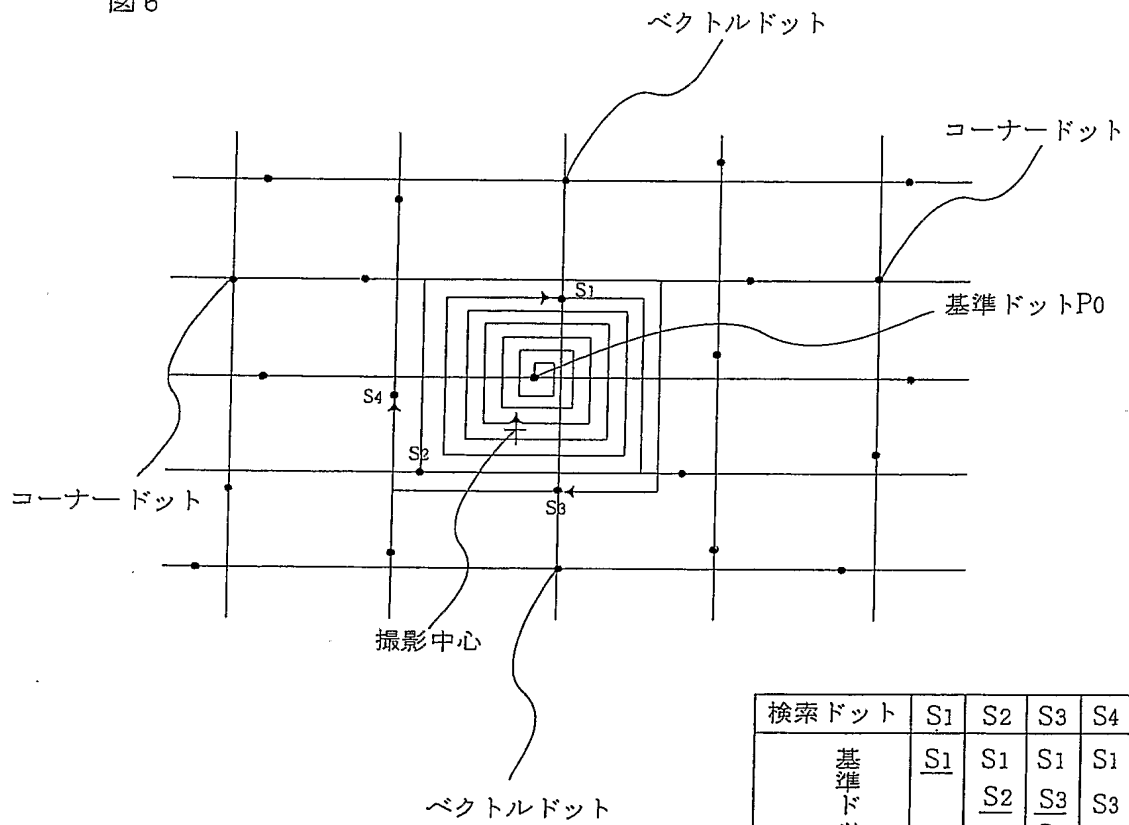 図6
ベクトルドット
コーナードット
S1
基準ドットP0
S4
S2
コーナードット
S3
撮影中心
検索ドット S1 S2 S3 S4
基準ド S1 S1 S1 S1
S2 S3 S3
ベクトルドット